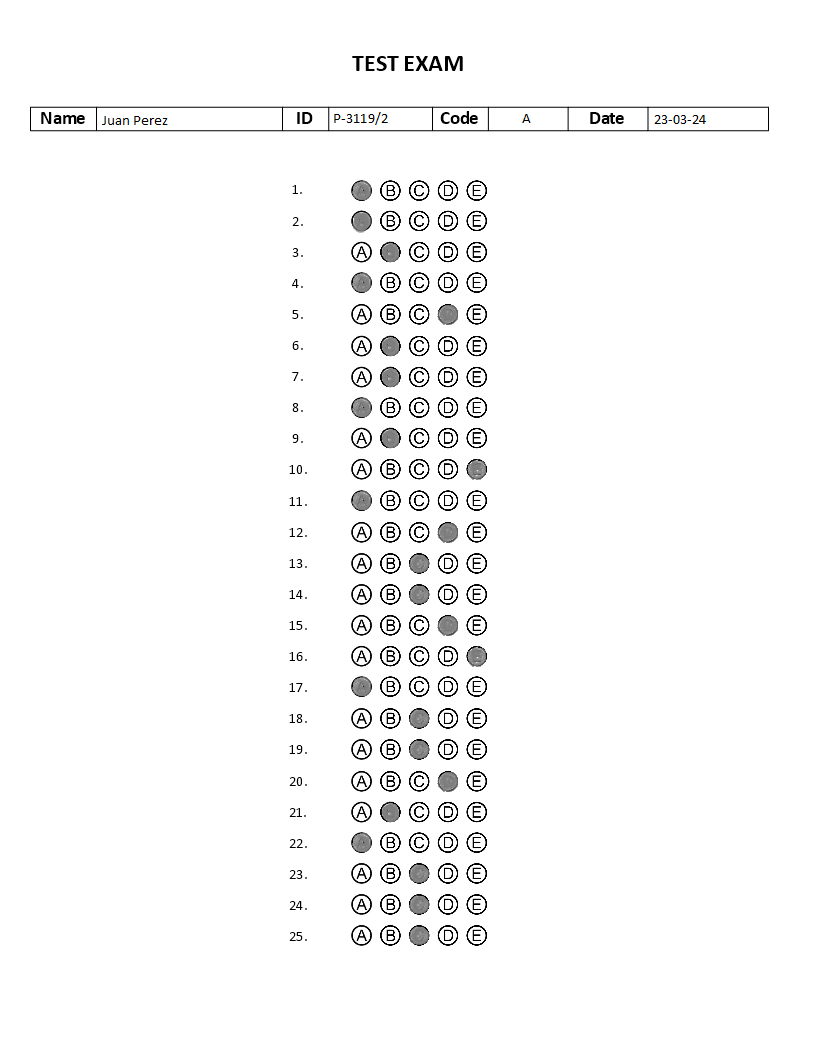 TEST EXAM
Name Juan Perez ID P-3119/2 Code A Date 23-03-24
1. A B C D E
2. A B C D E
3. A C D E
4. A B C D E
5. A B C E
6. A C D E
7. A C D E
8. A B C D E
9. A C D E
10. A B C D
11. A B C D E
12. A B C E
13. A B D E
14. A B D E
15. A B C E
16. A B C D
17. A B C D E
18. A B D E
19. A B D E
20. A B C E
21. A C D E
22. A B C D E
23. A B D E
24. A B D E
25. A B D E